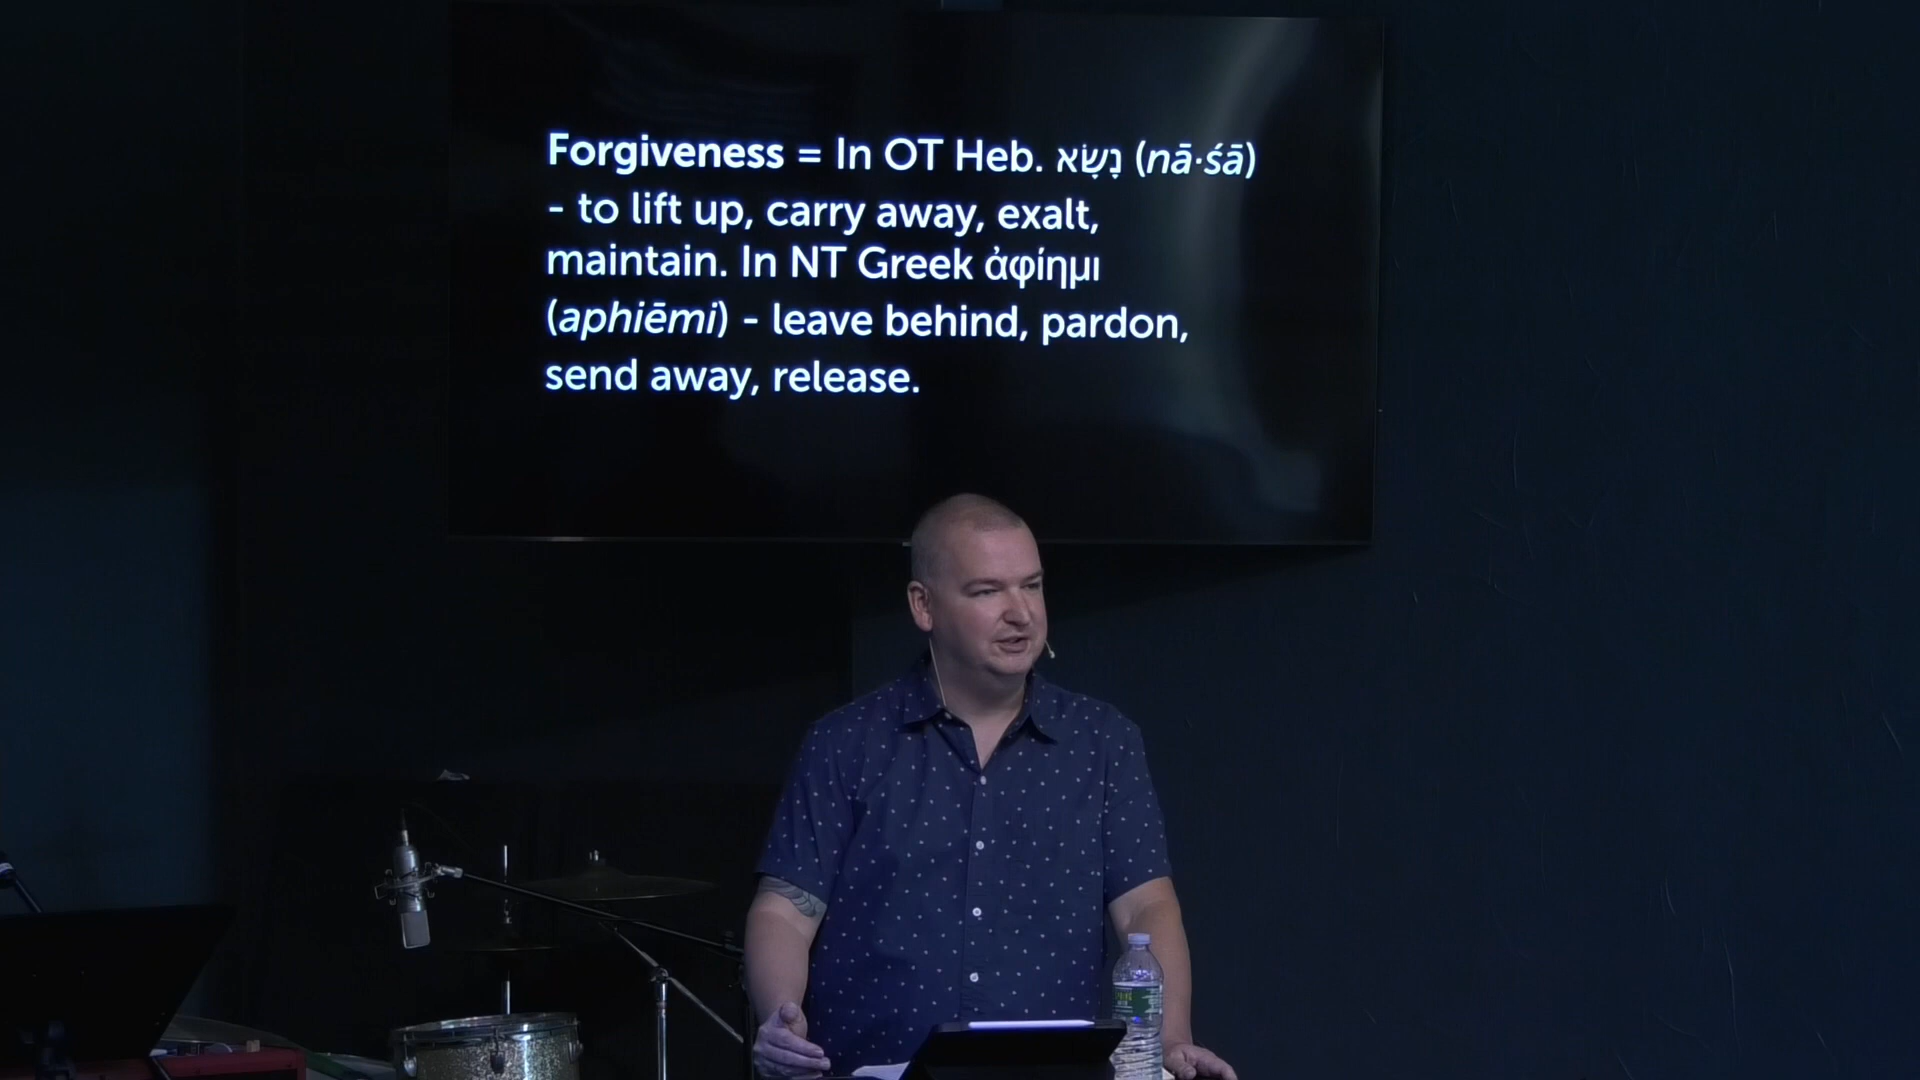 Forgiveness = In OT Heb. נָשָׂא (nā·śā)
- to lift up, carry away, exalt,
maintain. In NT Greek ἀφίημι
(aphiēmi) - leave behind, pardon,
send away, release.